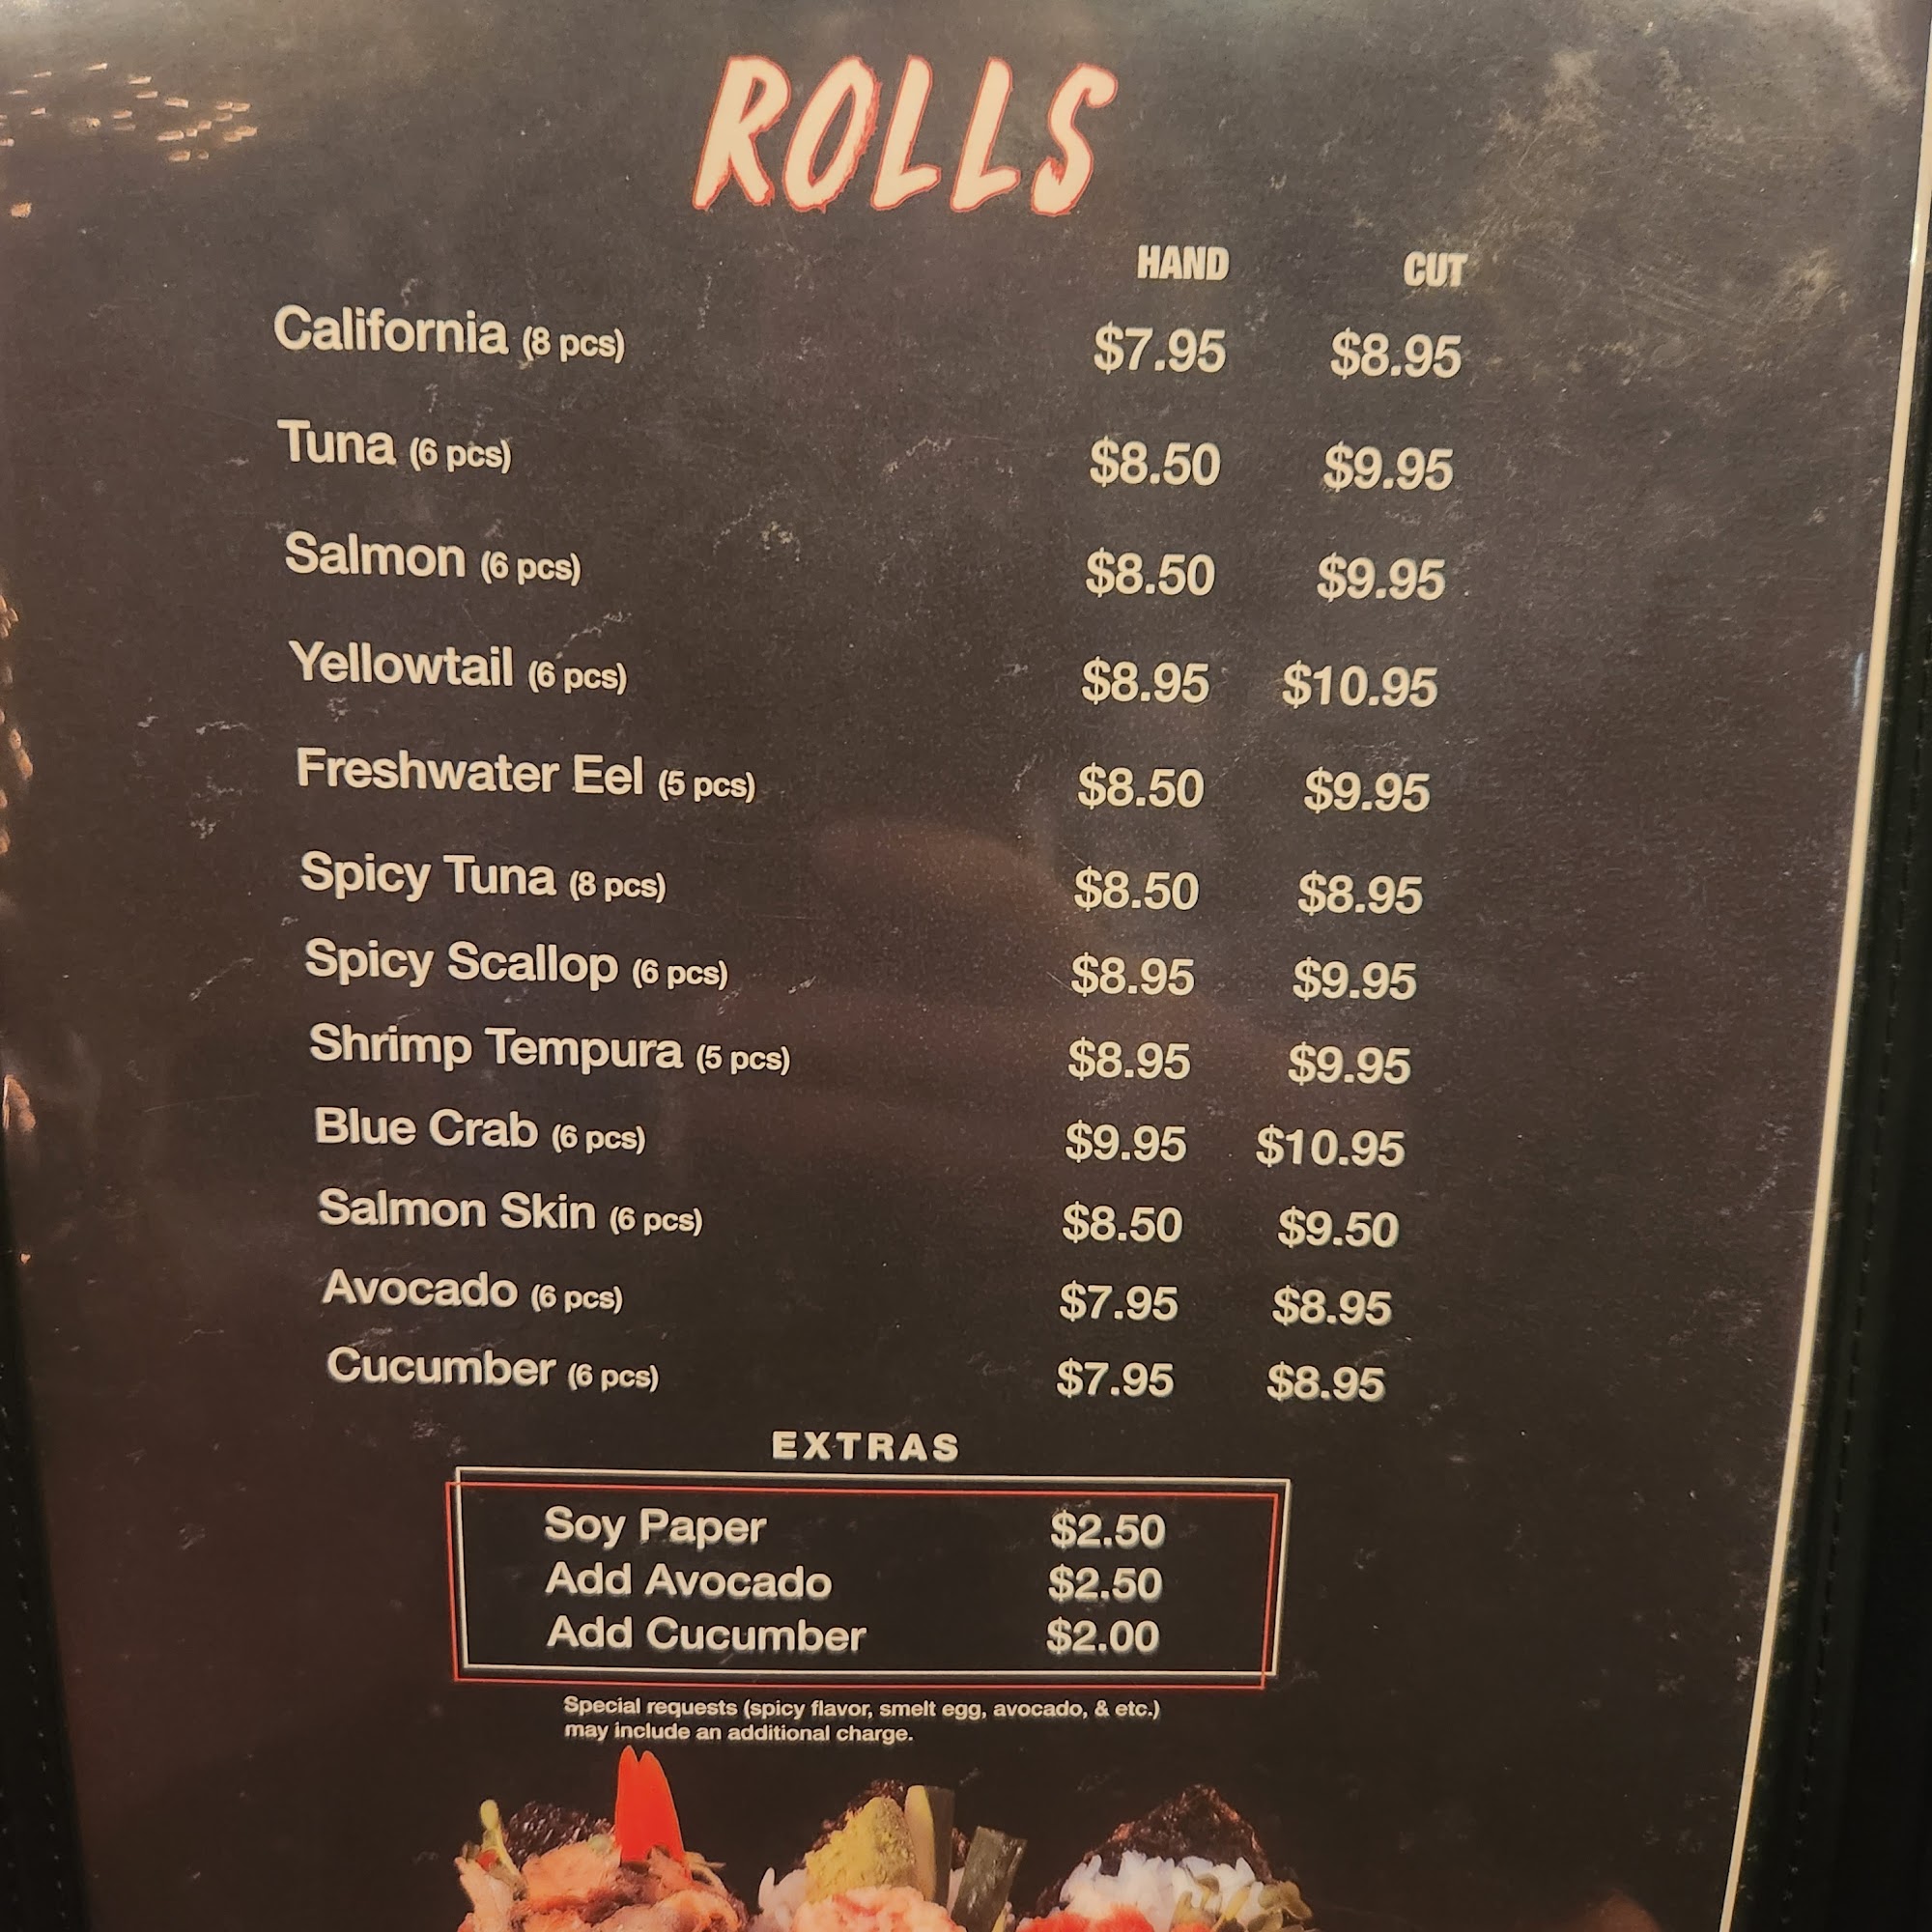 ROLLS
HAND CUT
California (8 pcs) $7.95 $8.95
Tuna (6 pcs) $8.50 $9.95
Salmon (6 pcs) $8.50 $9.95
Yellowtail (6 pcs) $8.95 $10.95
Freshwater Eel (5 pcs) $8.50 $9.95
Spicy Tuna (8 pcs) $8.50 $8.95
Spicy Scallop (6 pcs) $8.95 $9.95
Shrimp Tempura (5 pcs) $8.95 $9.95
Blue Crab (6 pcs) $9.95 $10.95
Salmon Skin (6 pcs) $8.50 $9.50
Avocado (6 pcs) $7.95 $8.95
Cucumber (6 pcs) $7.95 $8.95
EXTRAS
Soy Paper $2.50
Add Avocado $2.50
Add Cucumber $2.00
Special requests (spicy flavor, smelt egg, avocado, & etc.)
may include an additional charge.